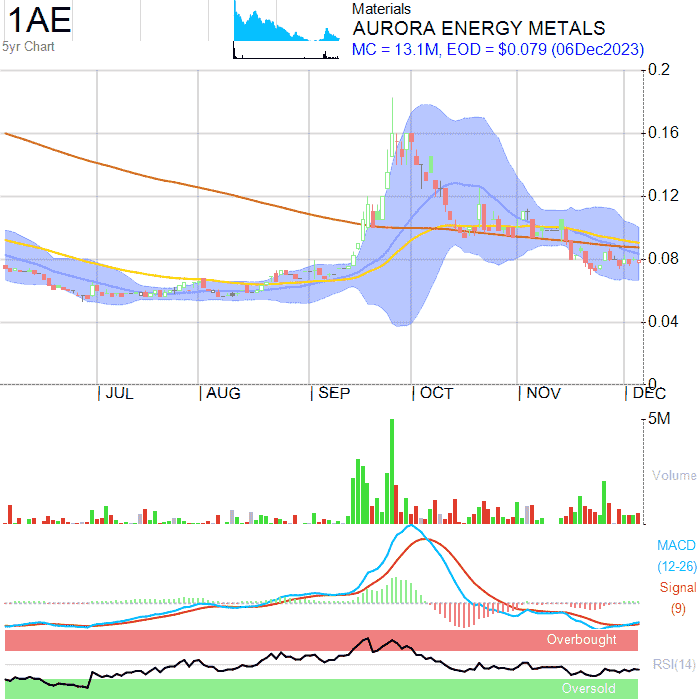 1AE
5yr Chart
Materials
AURORA ENERGY METALS
MC = 13.1M, EOD = $0.079 (06Dec2023)
0.2
0.16
0.12
0.08
0.04
0
JUL AUG SEP OCT NOV DEC
5M
Volume
MACD
(12-26)
Signal
(9)
Overbought
RSI(14)
Oversold